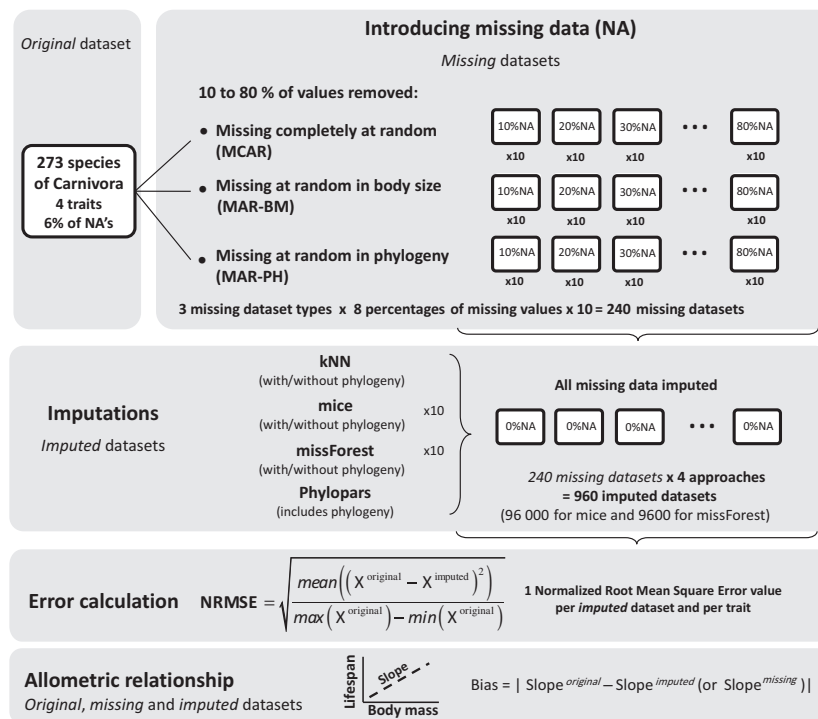 Original dataset
Introducing missing data (NA)
Missing datasets
10 to 80 % of values removed:
273 species
of Carnivora
4 traits
6% of NA's
• Missing completely at random
(MCAR)
10%NA 20%NA 30%NA • • • 80%NA
x10 x10 x10 x10
• Missing at random in body size
(MAR-BM)
10%NA 20%NA 30%NA • • • 80%NA
x10 x10 x10 x10
• Missing at random in phylogeny
(MAR-PH)
10%NA 20%NA 30%NA • • • 80%NA
x10 x10 x10 x10
3 missing dataset types x 8 percentages of missing values x 10 = 240 missing datasets
Imputations
Imputed datasets
kNN
(with/without phylogeny)
mice x10
(with/without phylogeny)
missForest x10
(with/without phylogeny)
Phylopars
(includes phylogeny)
All missing data imputed
0%NA 0%NA 0%NA • • • 0%NA
240 missing datasets x 4 approaches
= 960 imputed datasets
(96 000 for mice and 9600 for missForest)
Error calculation
NRMSE = √(mean((X^original − X^imputed)^2) / max(X^original) − min(X^original))
1 Normalized Root Mean Square Error value
per imputed dataset and per trait
Allometric relationship
Original, missing and imputed datasets
Lifespan
Slope
Body mass
Bias = | Slope^original − Slope^imputed (or Slope^missing) |